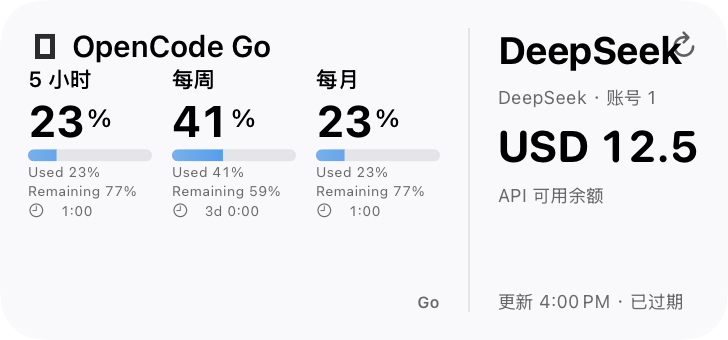 OpenCode Go
5 小时
23%
Used 23%
Remaining 77%
1:00
每周
41%
Used 41%
Remaining 59%
3d 0:00
每月
23%
Used 23%
Remaining 77%
1:00
Go
DeepSeek
DeepSeek · 账号 1
USD 12.5
API 可用余额
更新 4:00 PM · 已过期